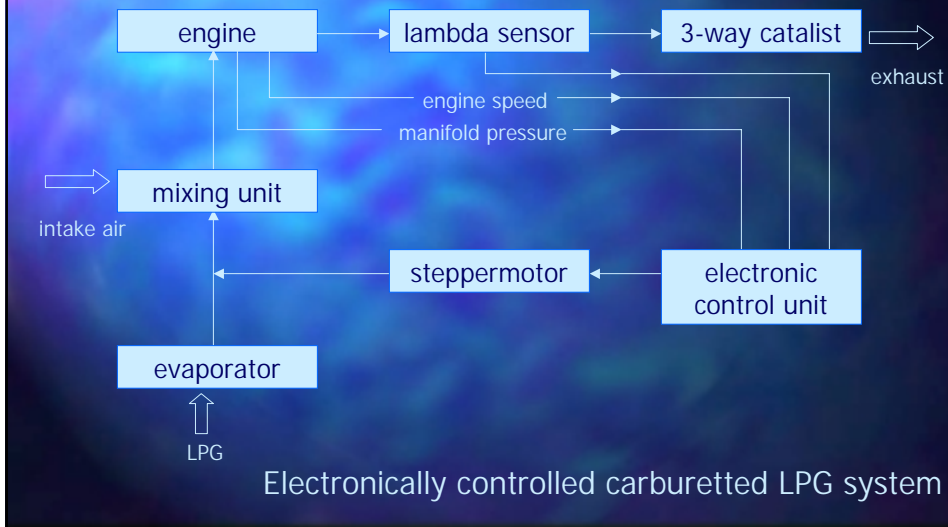 engine
lambda sensor
3-way catalist
exhaust
engine speed
manifold pressure
mixing unit
intake air
steppermotor
electronic
control unit
evaporator
LPG
Electronically controlled carburetted LPG system